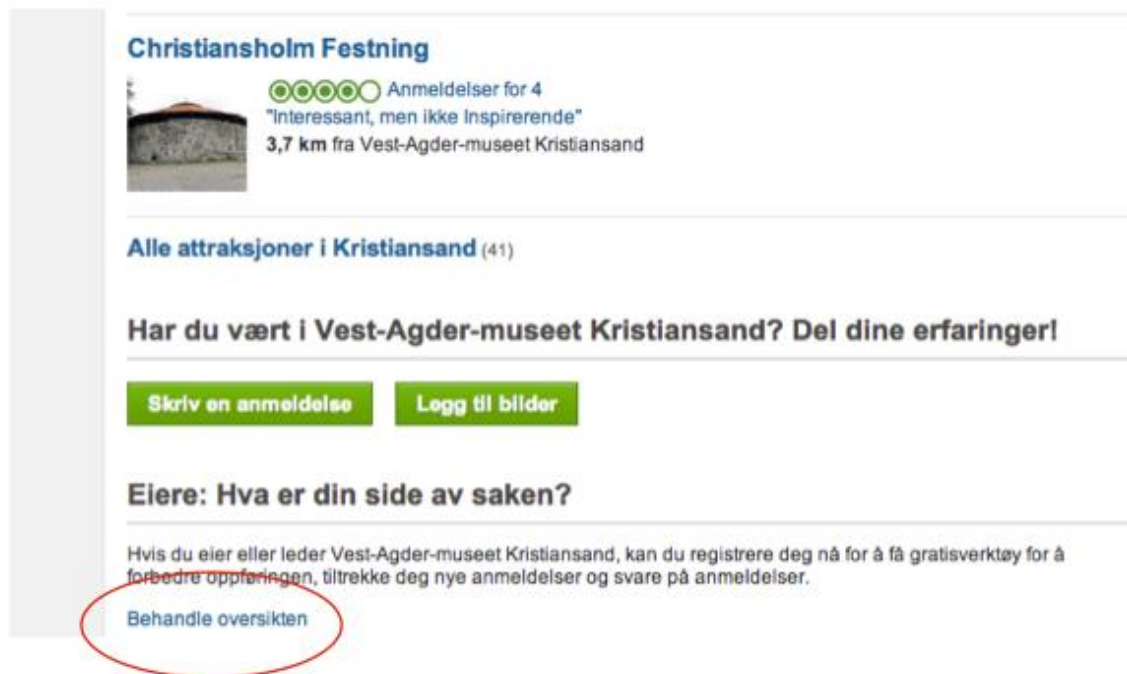 Christiansholm Festning
Anmeldelser for 4
"Interessant, men ikke Inspirerende"
3,7 km fra Vest-Agder-museet Kristiansand
Alle attraksjoner i Kristiansand (41)
Har du vært i Vest-Agder-museet Kristiansand? Del dine erfaringer!
Skriv en anmeldelse Legg til bilder
Eiere: Hva er din side av saken?
Hvis du eier eller leder Vest-Agder-museet Kristiansand, kan du registrere deg nå for å få gratisverktøy for å
forbedre oppføringen, tiltrekke deg nye anmeldelser og svare på anmeldelser.
Behandle oversikten